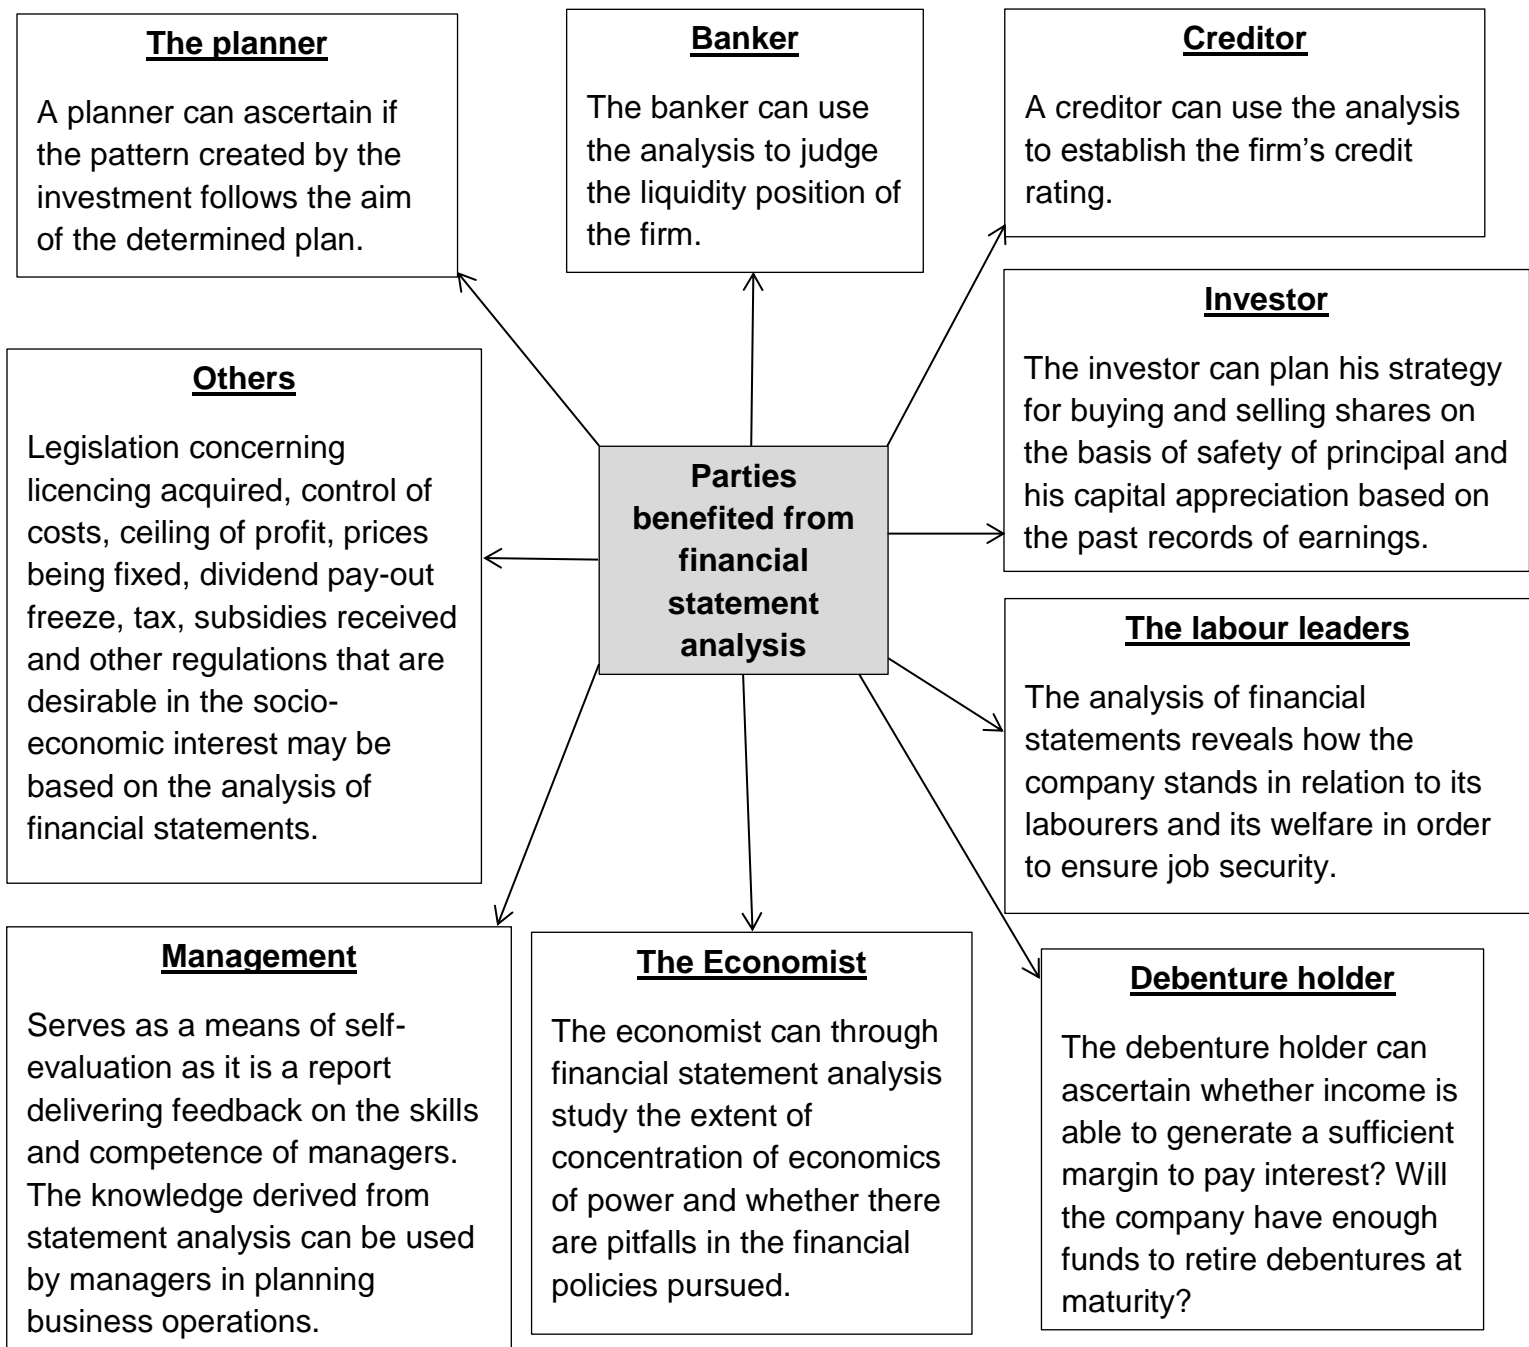 The planner
A planner can ascertain if
the pattern created by the
investment follows the aim
of the determined plan.
Banker
The banker can use
the analysis to judge
the liquidity position of
the firm.
Creditor
A creditor can use the analysis
to establish the firm’s credit
rating.
Investor
The investor can plan his strategy
for buying and selling shares on
the basis of safety of principal and
his capital appreciation based on
the past records of earnings.
Others
Legislation concerning
licencing acquired, control of
costs, ceiling of profit, prices
being fixed, dividend pay-out
freeze, tax, subsidies received
and other regulations that are
desirable in the socio-
economic interest may be
based on the analysis of
financial statements.
Parties
benefited from
financial
statement
analysis
The labour leaders
The analysis of financial
statements reveals how the
company stands in relation to its
labourers and its welfare in order
to ensure job security.
Management
Serves as a means of self-
evaluation as it is a report
delivering feedback on the skills
and competence of managers.
The knowledge derived from
statement analysis can be used
by managers in planning
business operations.
The Economist
The economist can through
financial statement analysis
study the extent of
concentration of economics
of power and whether there
are pitfalls in the financial
policies pursued.
Debenture holder
The debenture holder can
ascertain whether income is
able to generate a sufficient
margin to pay interest? Will
the company have enough
funds to retire debentures at
maturity?